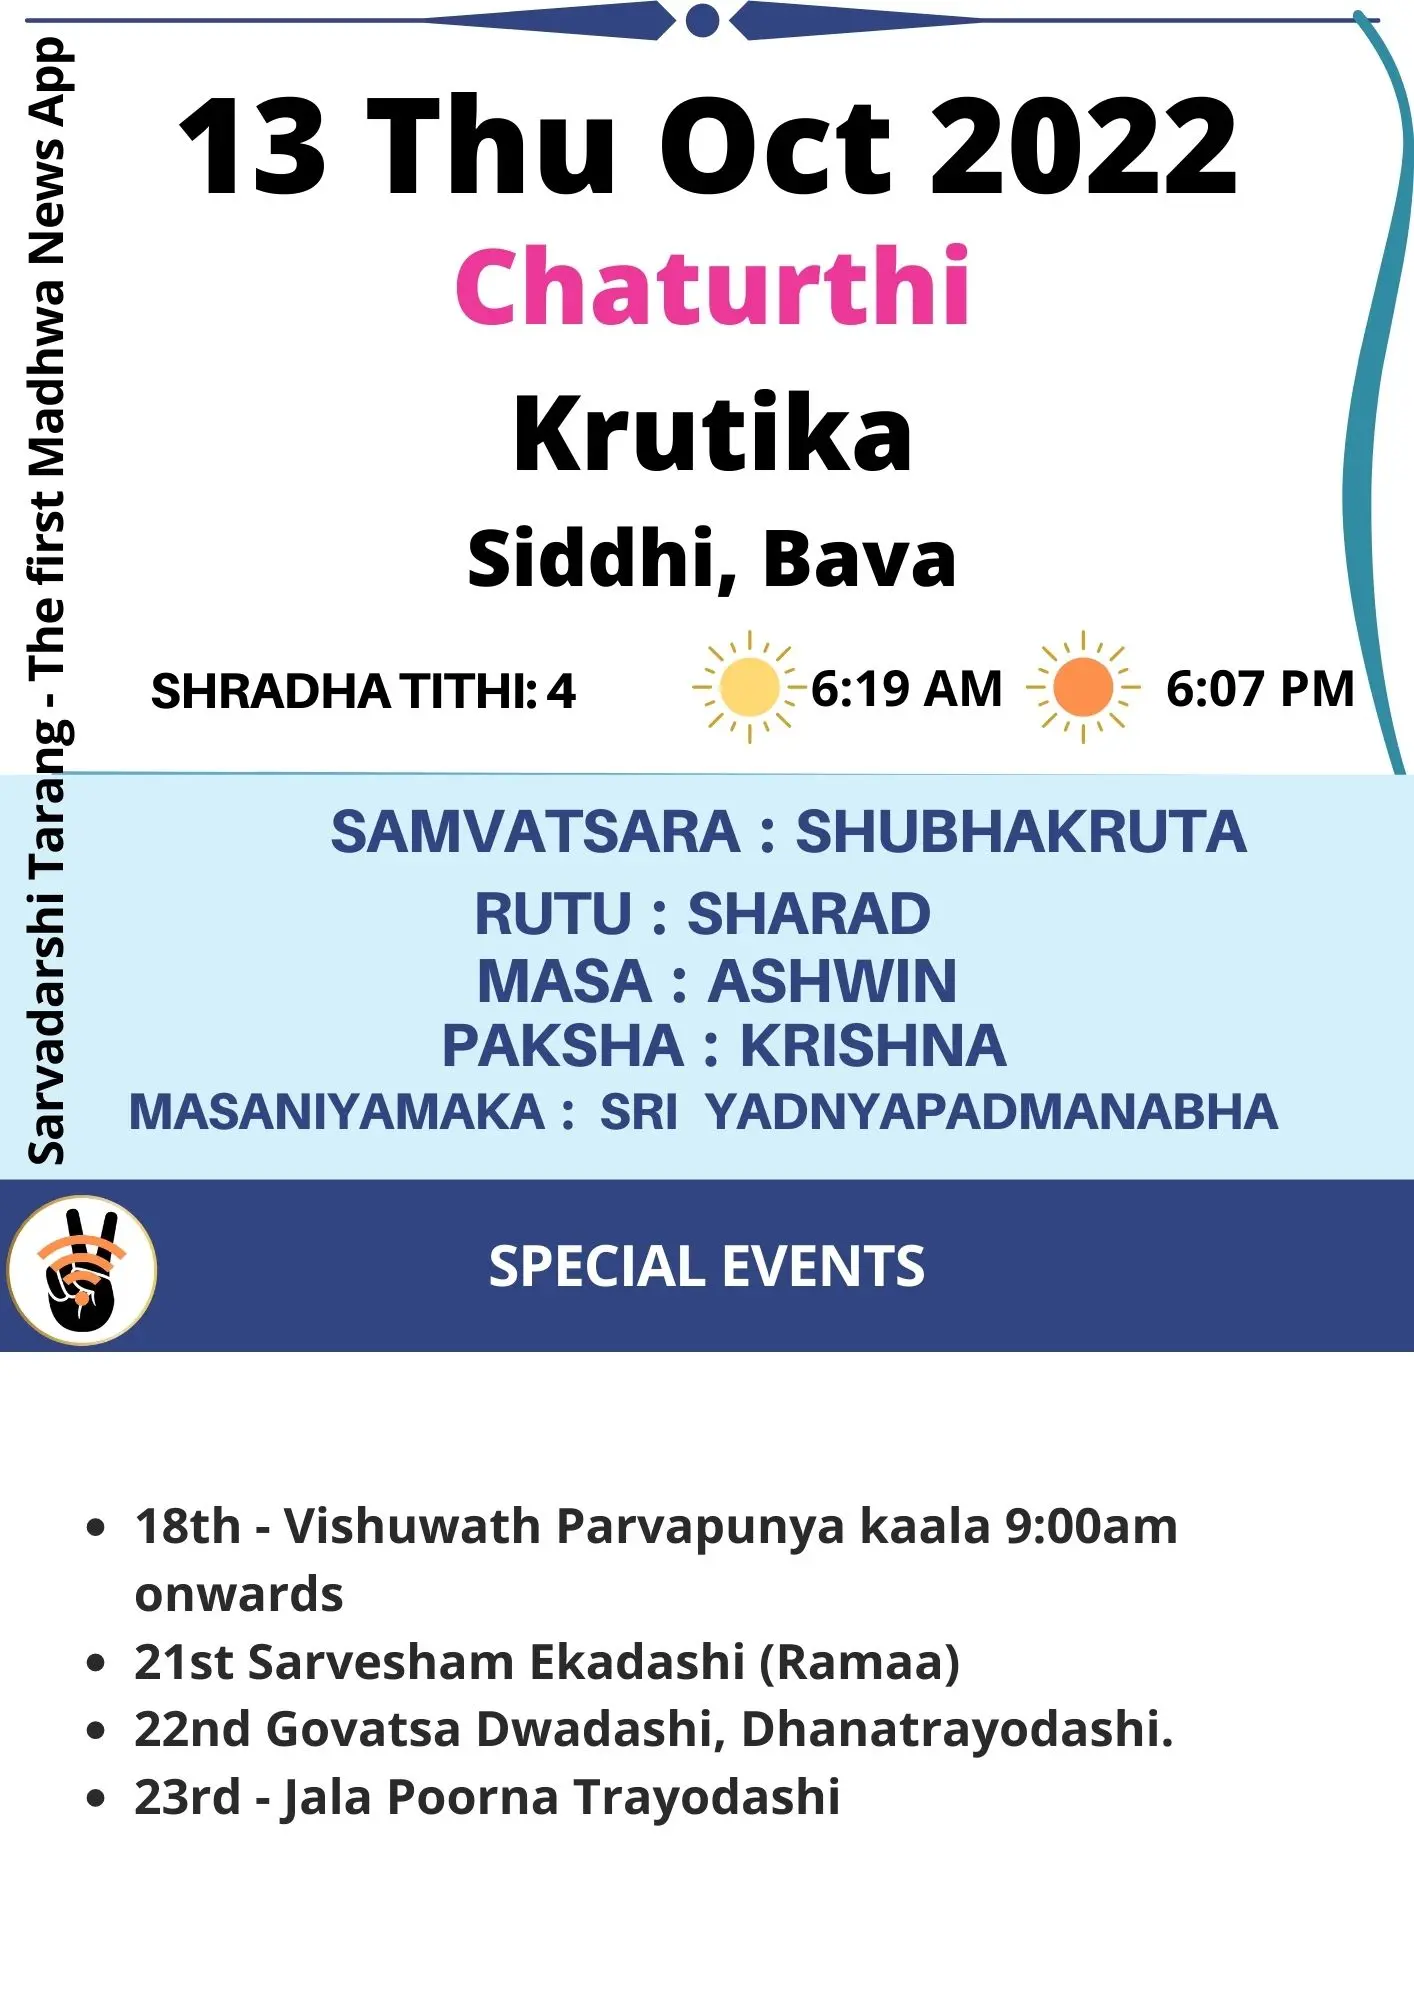 Sarvadarshi Tarang - The first Madhwa News App
13 Thu Oct 2022
Chaturthi
Krutika
Siddhi, Bava
SHRADHA TITHI: 4
6:19 AM
6:07 PM
SAMVATSARA : SHUBHAKRUTA
RUTU : SHARAD
MASA : ASHWIN
PAKSHA : KRISHNA
MASANIYAMAKA : SRI YADNYAPADMANABHA
SPECIAL EVENTS
• 18th - Vishuwath Parvapunya kaala 9:00am
onwards
• 21st Sarvesham Ekadashi (Ramaa)
• 22nd Govatsa Dwadashi, Dhanatrayodashi.
• 23rd - Jala Poorna Trayodashi